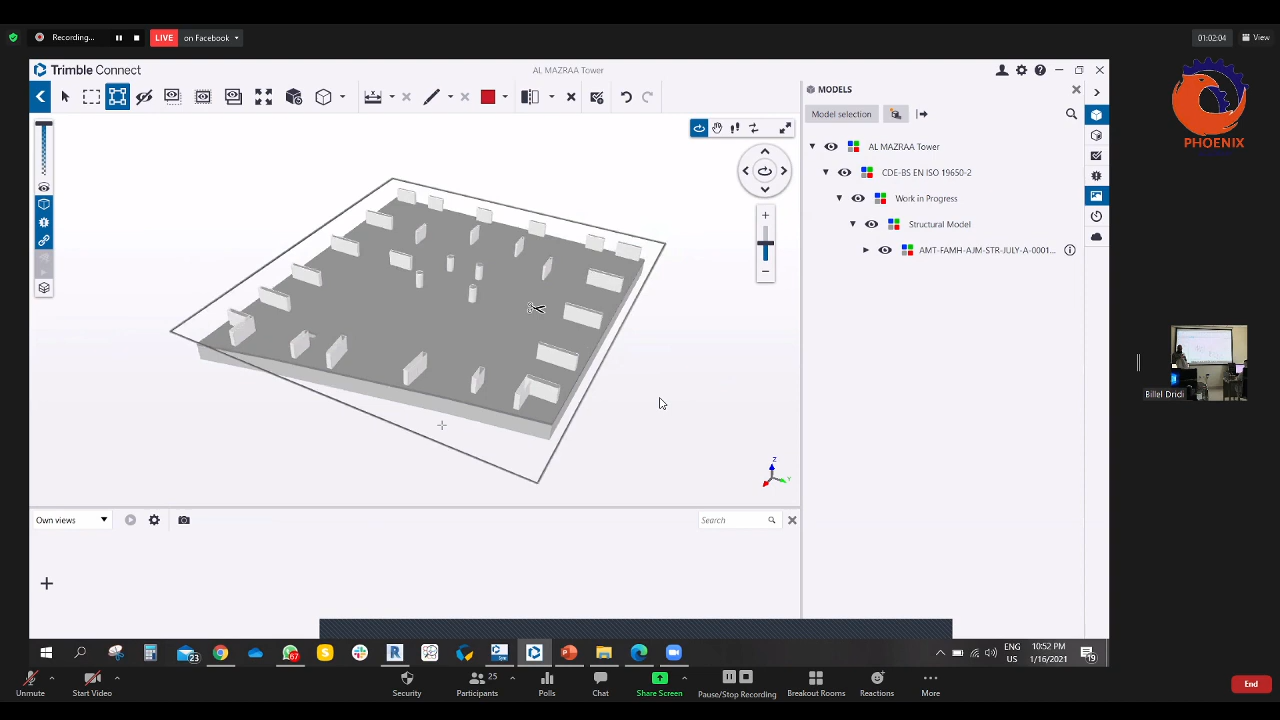 Recording...
LIVE
on Facebook
01:02:04
View
Trimble Connect
AL MAZRAA Tower
PHOENIX
MODELS
Model selection
AL MAZRAA Tower
CDE-BS EN ISO 19650-2
Work in Progress
Structural Model
AMT-FAMH-AJM-STR-JULY-A-0001...
Z
Y
Billel Dridi
Own views
Search
23
67
ENG
US
10:52 PM
1/16/2021
19
Unmute
Start Video
Security
Participants
25
Polls
Chat
Share Screen
Pause/Stop Recording
Breakout Rooms
Reactions
More
End